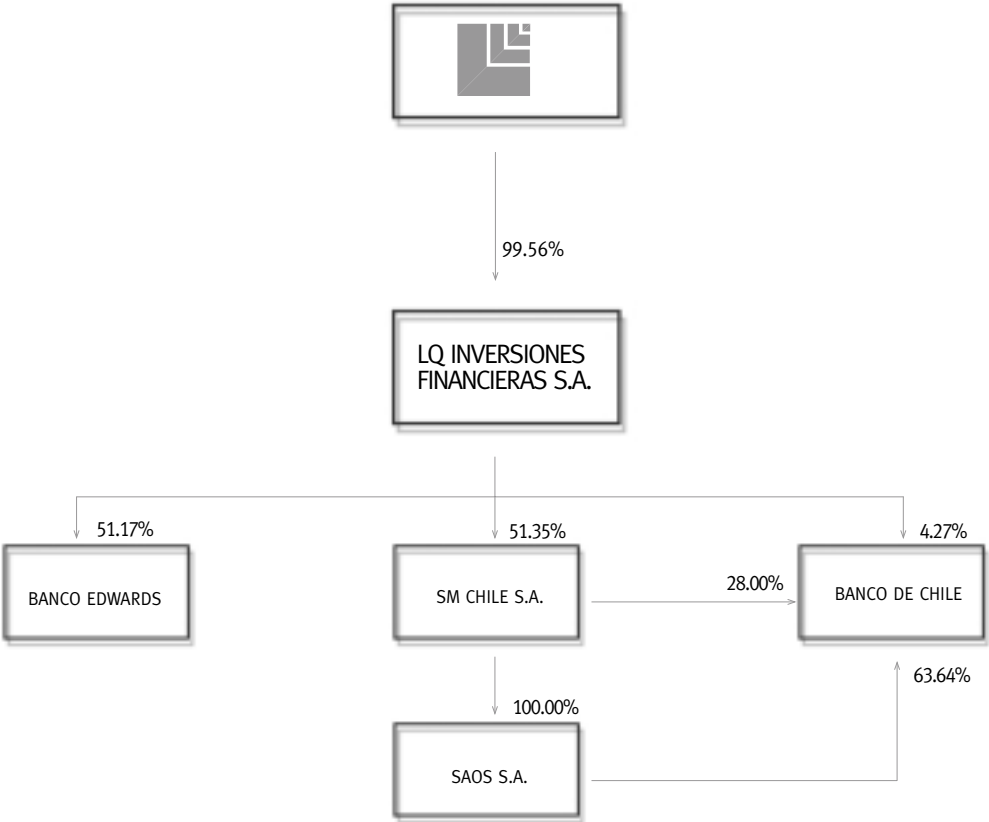 99.56%
LQ INVERSIONES
FINANCIERAS S.A.
51.17%
51.35%
4.27%
BANCO EDWARDS
SM CHILE S.A.
28.00%
BANCO DE CHILE
63.64%
100.00%
SAOS S.A.